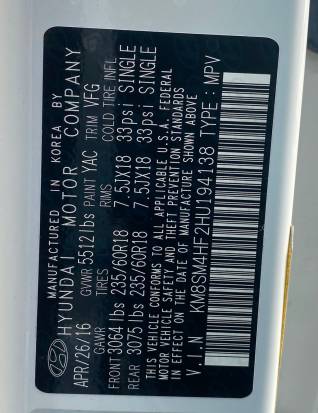 MANUFACTURED IN KOREA BY
HYUNDAI MOTOR COMPANY
APR/26/16 GVWR 5512 lbs PAINT YAC TRIM VFG
GAWR TIRES RIMS COLD TIRE INFL
FRONT 3064 lbs 235/60R18 7.5JX18 33psi SINGLE
REAR 3075 lbs 235/60R18 7.5JX18 33psi SINGLE
THIS VEHICLE CONFORMS TO ALL APPLICABLE U.S.A. FEDERAL
MOTOR VEHICLE SAFETY AND THEFT PREVENTION STANDARDS
IN EFFECT ON THE DATE OF MANUFACTURE SHOWN ABOVE
V.I.N KM8SM4HF2HU194138 TYPE : MPV